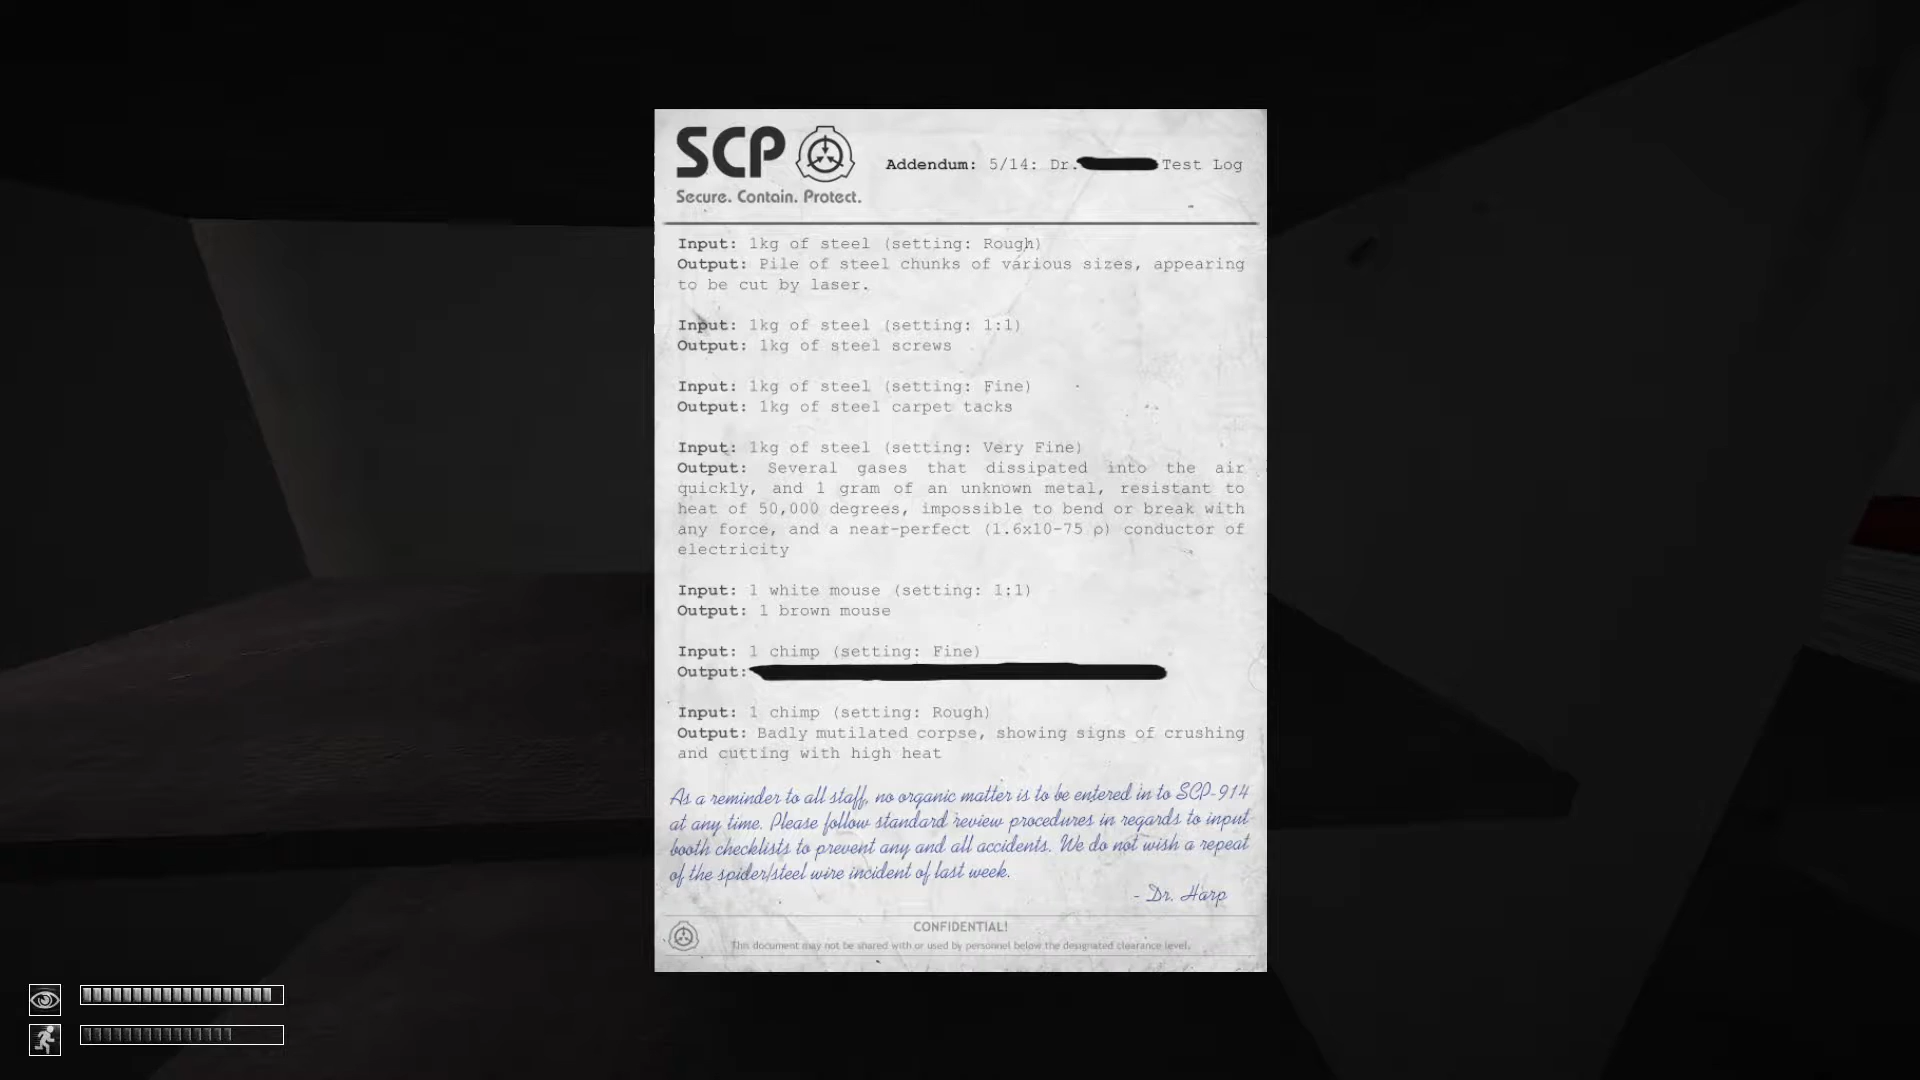 SCP
Secure. Contain. Protect.
Addendum: 5/14: Dr. Test Log
Input: 1kg of steel (setting: Rough)
Output: Pile of steel chunks of various sizes, appearing
to be cut by laser.
Input: 1kg of steel (setting: 1:1)
Output: 1kg of steel screws
Input: 1kg of steel (setting: Fine)
Output: 1kg of steel carpet tacks
Input: 1kg of steel (setting: Very Fine)
Output: Several gases that dissipated into the air
quickly, and 1 gram of an unknown metal, resistant to
heat of 50,000 degrees, impossible to bend or break with
any force, and a near-perfect (1.6x10-75 ρ) conductor of
electricity
Input: 1 white mouse (setting: 1:1)
Output: 1 brown mouse
Input: 1 chimp (setting: Fine)
Output:
Input: 1 chimp (setting: Rough)
Output: Badly mutilated corpse, showing signs of crushing
and cutting with high heat
As a reminder to all staff, no organic matter is to be entered in to SCP-914
at any time. Please follow standard review procedures in regards to input
booth checklists to prevent any and all accidents. We do not wish a repeat
of the spider/steel wire incident of last week.
- Dr. Harp
CONFIDENTIAL!
This document may not be shared with or used by personnel below the designated clearance level.